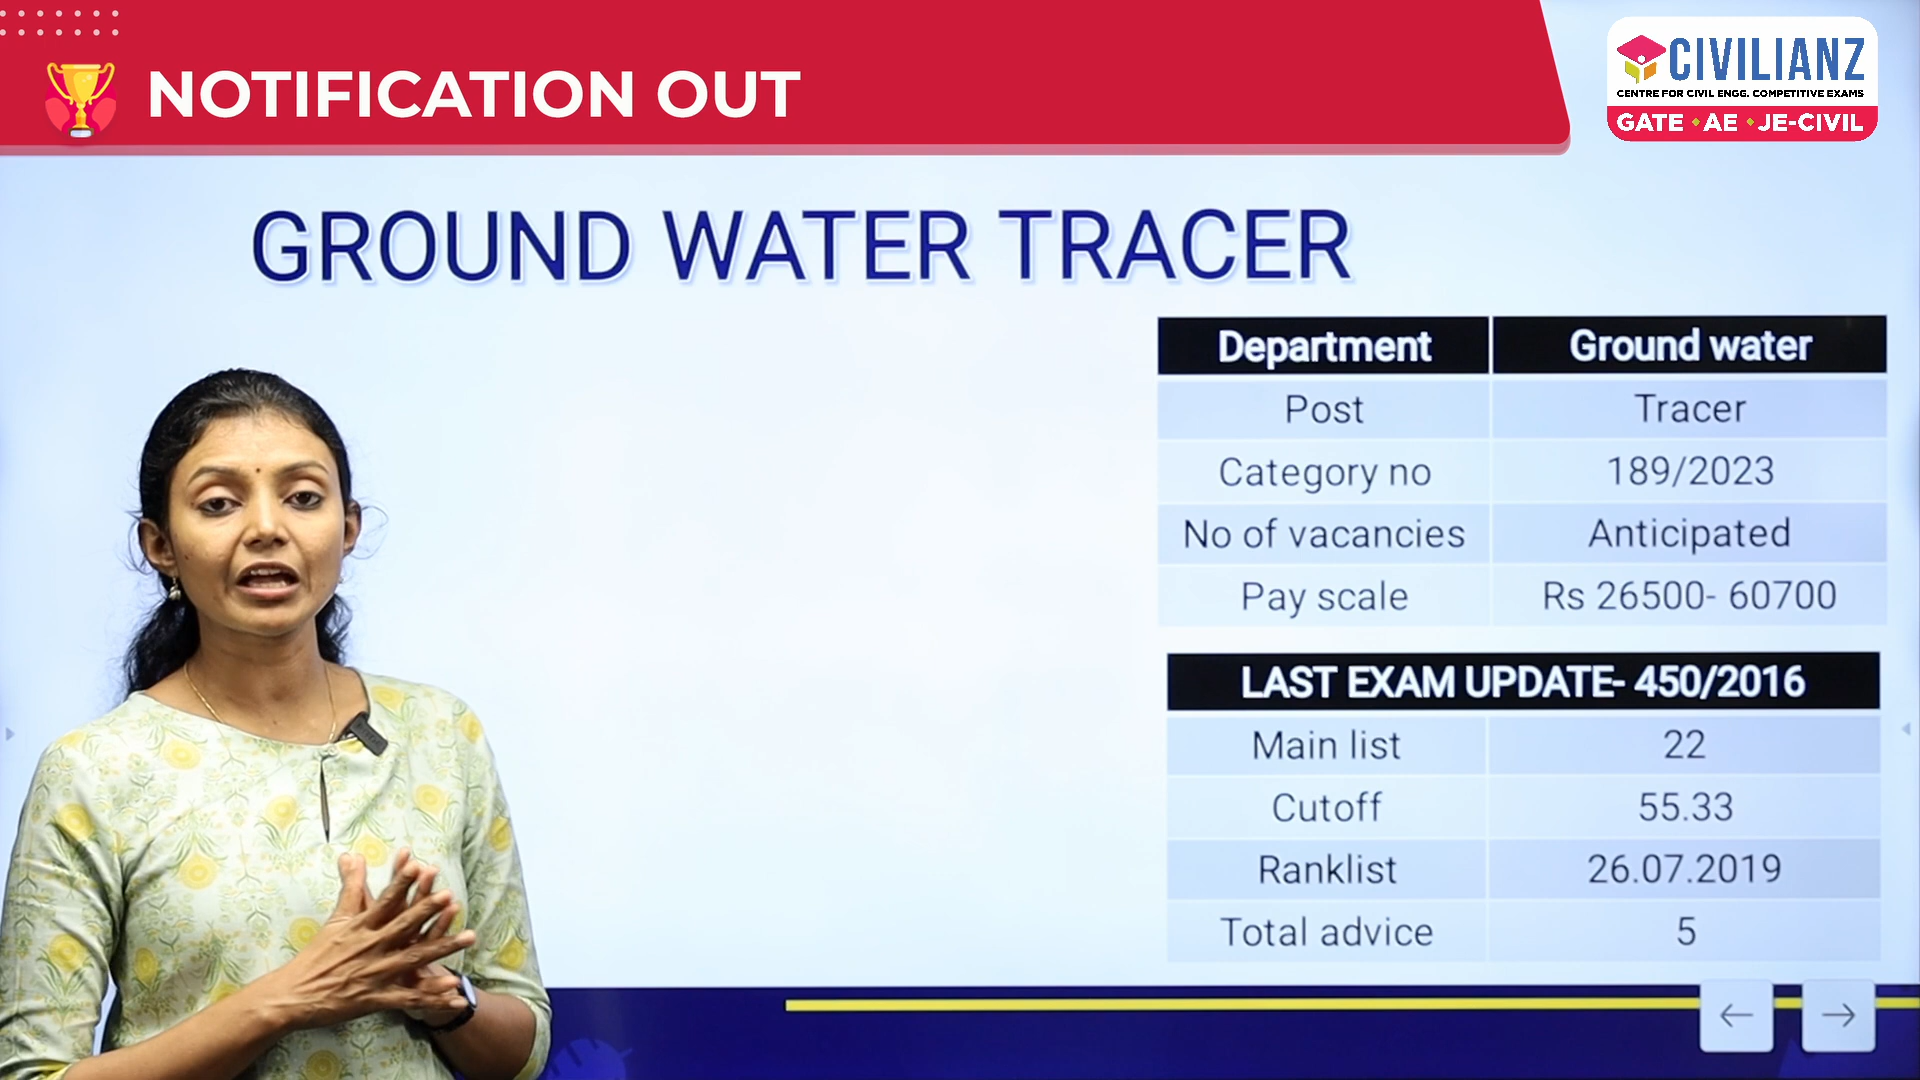 NOTIFICATION OUT
CIVILIANZ
CENTRE FOR CIVIL ENGG. COMPETITIVE EXAMS
GATE • AE • JE-CIVIL
GROUND WATER TRACER
Department Ground water
Post Tracer
Category no 189/2023
No of vacancies Anticipated
Pay scale Rs 26500- 60700
LAST EXAM UPDATE- 450/2016
Main list 22
Cutoff 55.33
Ranklist 26.07.2019
Total advice 5